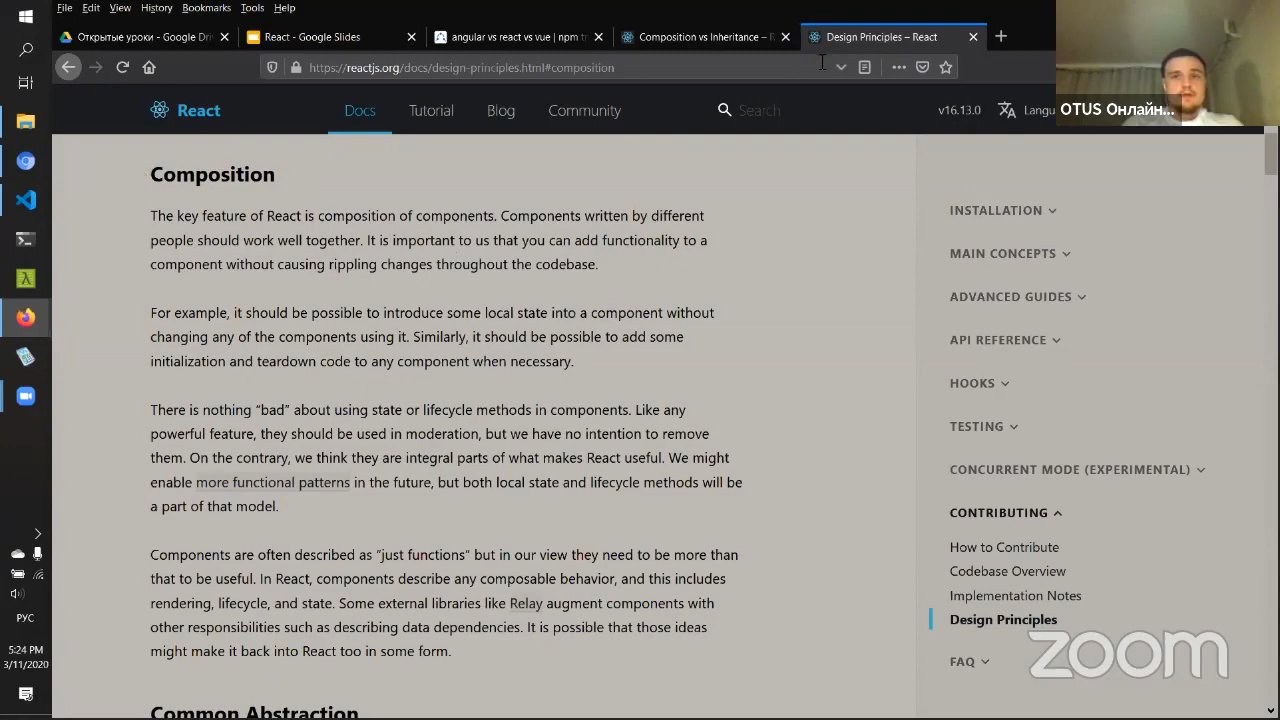 File Edit View History Bookmarks Tools Help
Открытые уроки - Google Dri
React - Google Slides
angular vs react vs vue | npm tr
Composition vs Inheritance – R
Design Principles – React
https://reactjs.org/docs/design-principles.html#composition
OTUS Онлайн...
React
Docs
Tutorial
Blog
Community
Search
v16.13.0
Langu
Composition
The key feature of React is composition of components. Components written by different
people should work well together. It is important to us that you can add functionality to a
component without causing rippling changes throughout the codebase.
For example, it should be possible to introduce some local state into a component without
changing any of the components using it. Similarly, it should be possible to add some
initialization and teardown code to any component when necessary.
There is nothing “bad” about using state or lifecycle methods in components. Like any
powerful feature, they should be used in moderation, but we have no intention to remove
them. On the contrary, we think they are integral parts of what makes React useful. We might
enable more functional patterns in the future, but both local state and lifecycle methods will be
a part of that model.
Components are often described as “just functions” but in our view they need to be more than
that to be useful. In React, components describe any composable behavior, and this includes
rendering, lifecycle, and state. Some external libraries like Relay augment components with
other responsibilities such as describing data dependencies. It is possible that those ideas
might make it back into React too in some form.
Common Abstraction
INSTALLATION
MAIN CONCEPTS
ADVANCED GUIDES
API REFERENCE
HOOKS
TESTING
CONCURRENT MODE (EXPERIMENTAL)
CONTRIBUTING
How to Contribute
Codebase Overview
Implementation Notes
Design Principles
FAQ
zoom
РУС
5:24 PM
3/11/2020